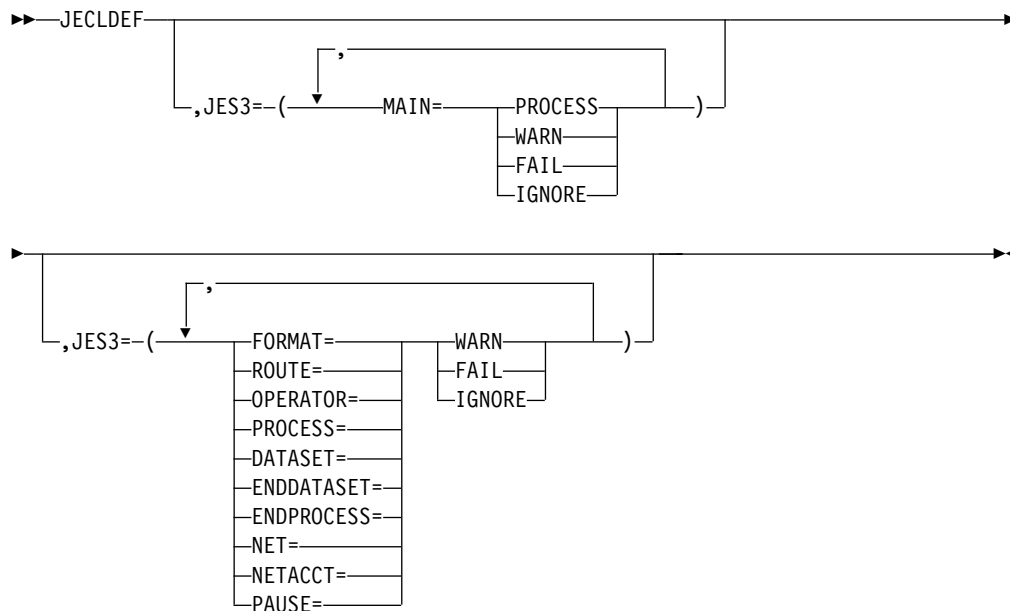 JECLDEF
,
,JES3= ( MAIN= PROCESS )
WARN
FAIL
IGNORE
,
,JES3= ( FORMAT= WARN )
ROUTE= FAIL
OPERATOR= IGNORE
PROCESS=
DATASET=
ENDDATASET=
ENDPROCESS=
NET=
NETACCT=
PAUSE=